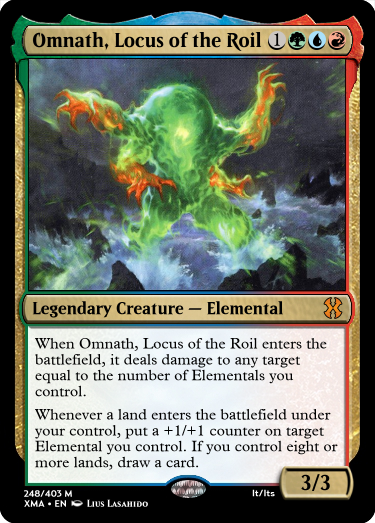 Omnath, Locus of the Roil 1
Legendary Creature — Elemental
When Omnath, Locus of the Roil enters the
battlefield, it deals damage to any target
equal to the number of Elementals you
control.
Whenever a land enters the battlefield under
your control, put a +1/+1 counter on target
Elemental you control. If you control eight or
more lands, draw a card.
3/3
248/403 M It/Its
XMA • EN Lius Lasahido